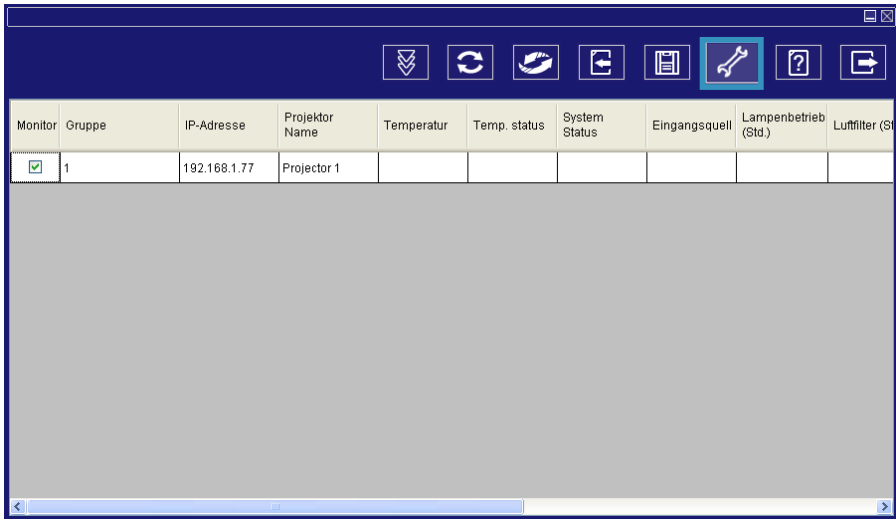 Monitor Gruppe IP-Adresse Projektor Name Temperatur Temp. status System Status Eingangsquell Lampenbetrieb (Std.) Luftfilter (St
1 192.168.1.77 Projector 1